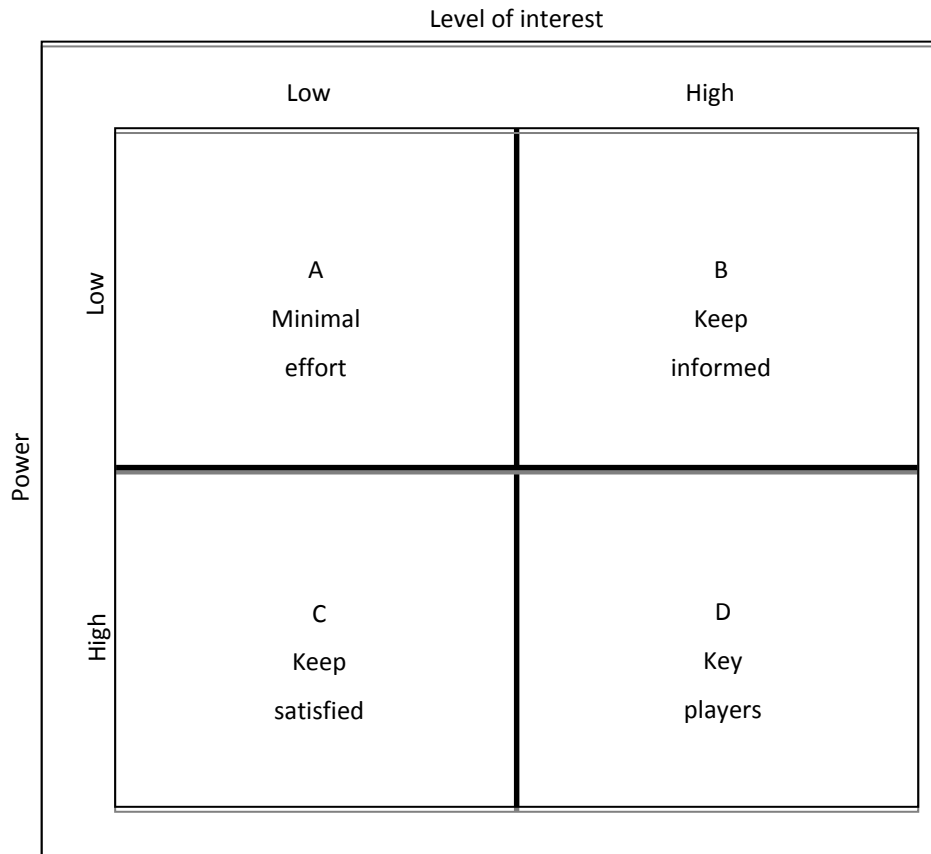 Level of interest
Low
High
Power
Low
A
Minimal
effort
B
Keep
informed
High
C
Keep
satisfied
D
Key
players